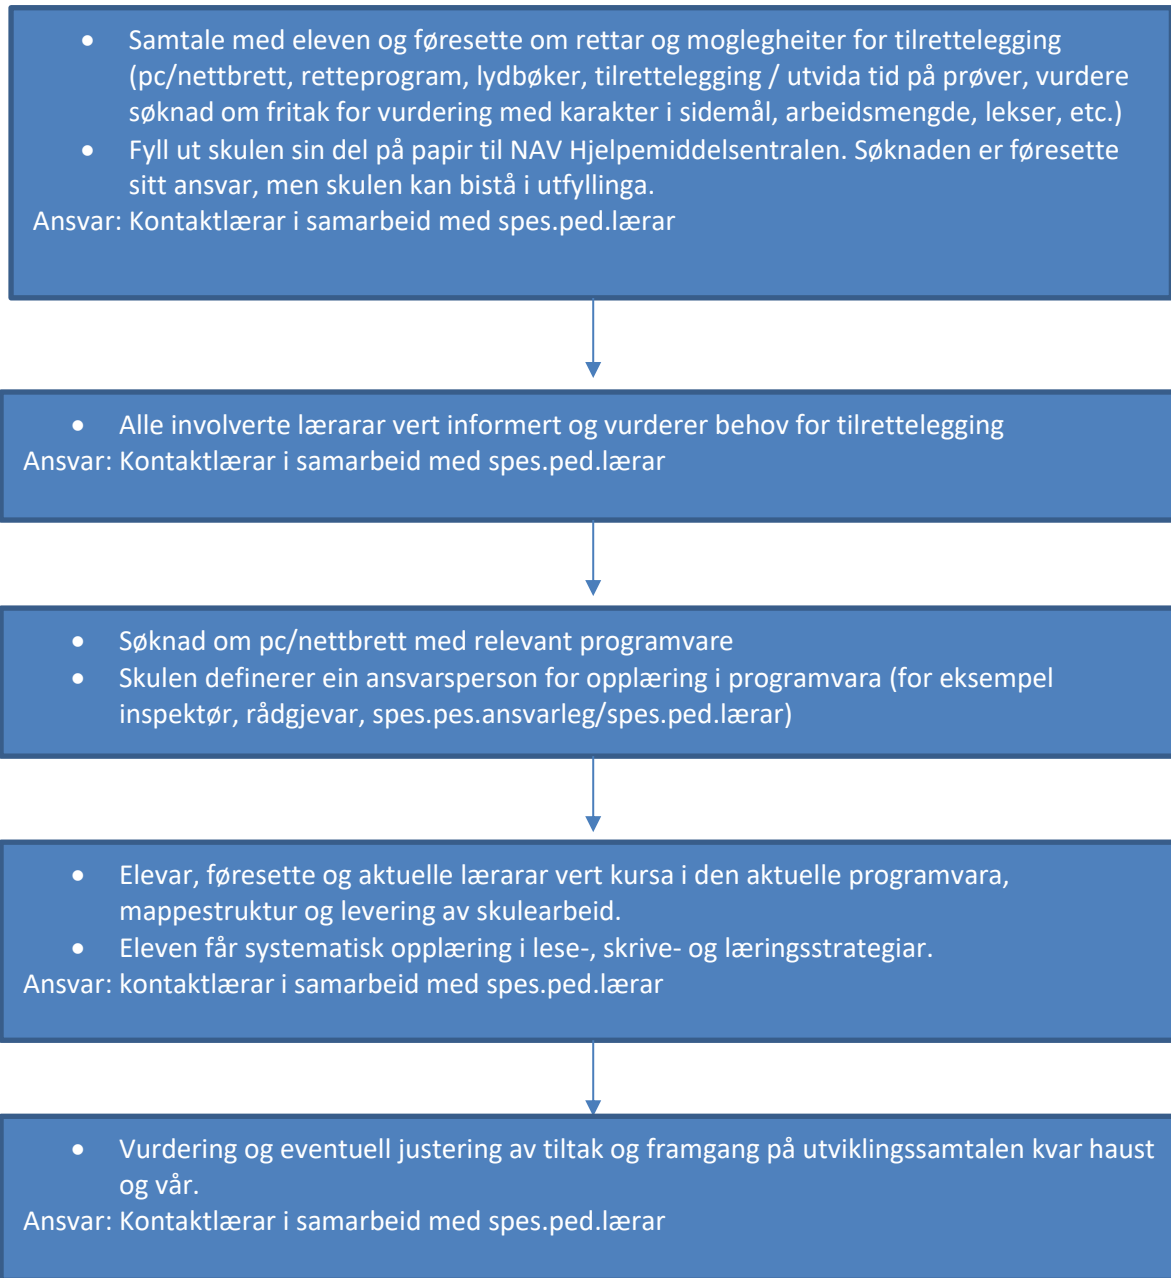 • Samtale med eleven og føresette om rettar og moglegheiter for tilrettelegging
(pc/nettbrett, retteprogram, lydbøker, tilrettelegging / utvida tid på prøver, vurdere
søknad om fritak for vurdering med karakter i sidemål, arbeidsmengde, lekser, etc.)
• Fyll ut skulen sin del på papir til NAV Hjelpemiddelsentralen. Søknaden er føresette
sitt ansvar, men skulen kan bistå i utfyllinga.
Ansvar: Kontaktlærar i samarbeid med spes.ped.lærar
• Alle involverte lærarar vert informert og vurderer behov for tilrettelegging
Ansvar: Kontaktlærar i samarbeid med spes.ped.lærar
• Søknad om pc/nettbrett med relevant programvare
• Skulen definerer ein ansvarsperson for opplæring i programvara (for eksempel
inspektør, rådgjevar, spes.pes.ansvarleg/spes.ped.lærar)
• Elevar, føresette og aktuelle lærarar vert kursa i den aktuelle programvara,
mappestruktur og levering av skulearbeid.
• Eleven får systematisk opplæring i lese-, skrive- og læringsstrategiar.
Ansvar: kontaktlærar i samarbeid med spes.ped.lærar
• Vurdering og eventuell justering av tiltak og framgang på utviklingssamtalen kvar haust
og vår.
Ansvar: Kontaktlærar i samarbeid med spes.ped.lærar